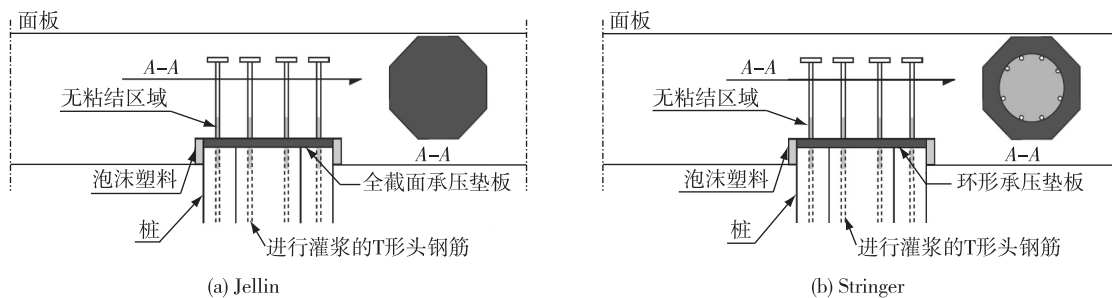 面板
A-A
无粘结区域
A-A
泡沫塑料
全截面承压垫板
桩
进行灌浆的T形头钢筋
(a) Jellin
面板
A-A
无粘结区域
A-A
泡沫塑料
环形承压垫板
桩
进行灌浆的T形头钢筋
(b) Stringer